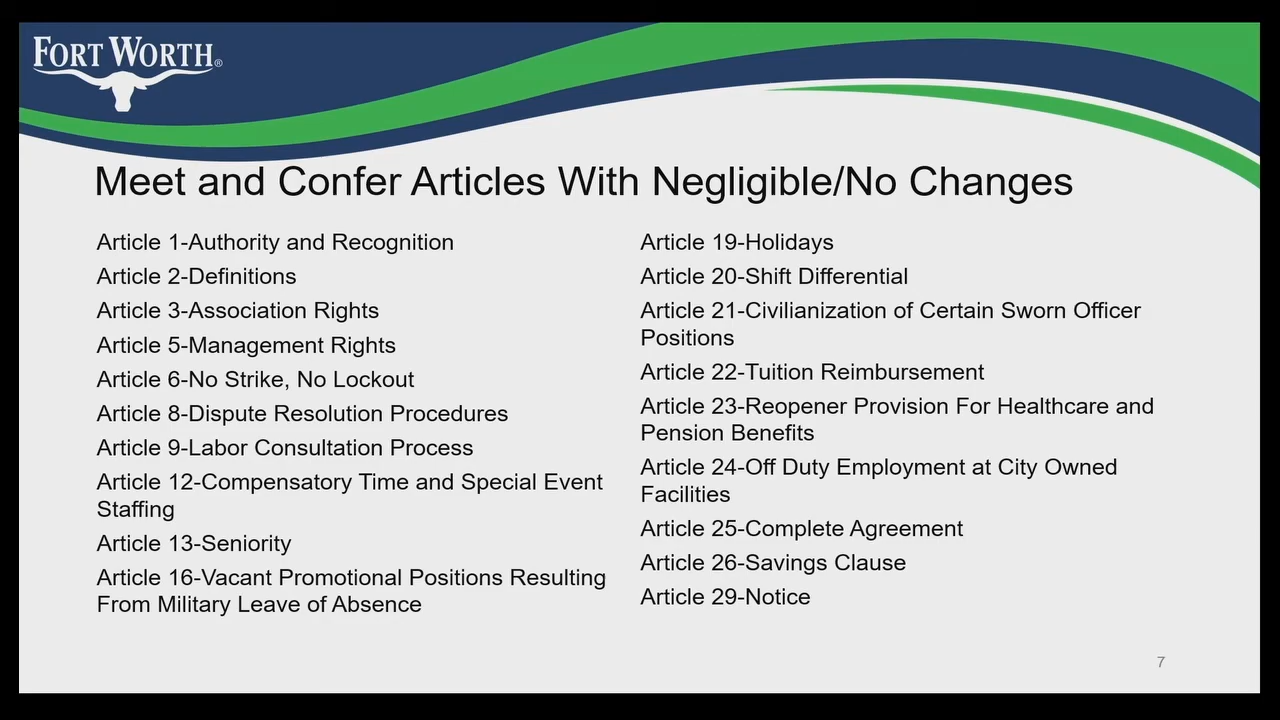 FORT WORTH®
Meet and Confer Articles With Negligible/No Changes
Article 1-Authority and Recognition
Article 2-Definitions
Article 3-Association Rights
Article 5-Management Rights
Article 6-No Strike, No Lockout
Article 8-Dispute Resolution Procedures
Article 9-Labor Consultation Process
Article 12-Compensatory Time and Special Event
Staffing
Article 13-Seniority
Article 16-Vacant Promotional Positions Resulting
From Military Leave of Absence
Article 19-Holidays
Article 20-Shift Differential
Article 21-Civilianization of Certain Sworn Officer
Positions
Article 22-Tuition Reimbursement
Article 23-Reopener Provision For Healthcare and
Pension Benefits
Article 24-Off Duty Employment at City Owned
Facilities
Article 25-Complete Agreement
Article 26-Savings Clause
Article 29-Notice
7